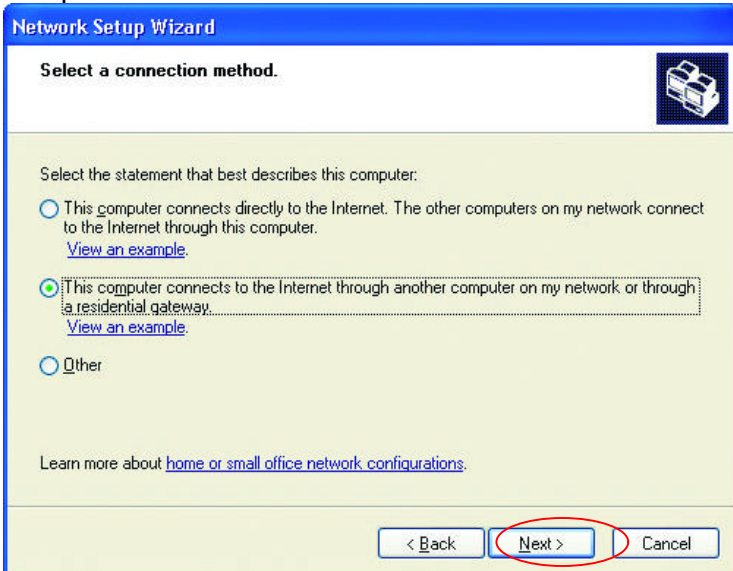 Network Setup Wizard
Select a connection method.
Select the statement that best describes this computer:
This computer connects directly to the Internet. The other computers on my network connect
to the Internet through this computer.
View an example.
This computer connects to the Internet through another computer on my network or through
a residential gateway.
View an example.
Other
Learn more about home or small office network configurations.
< Back Next > Cancel